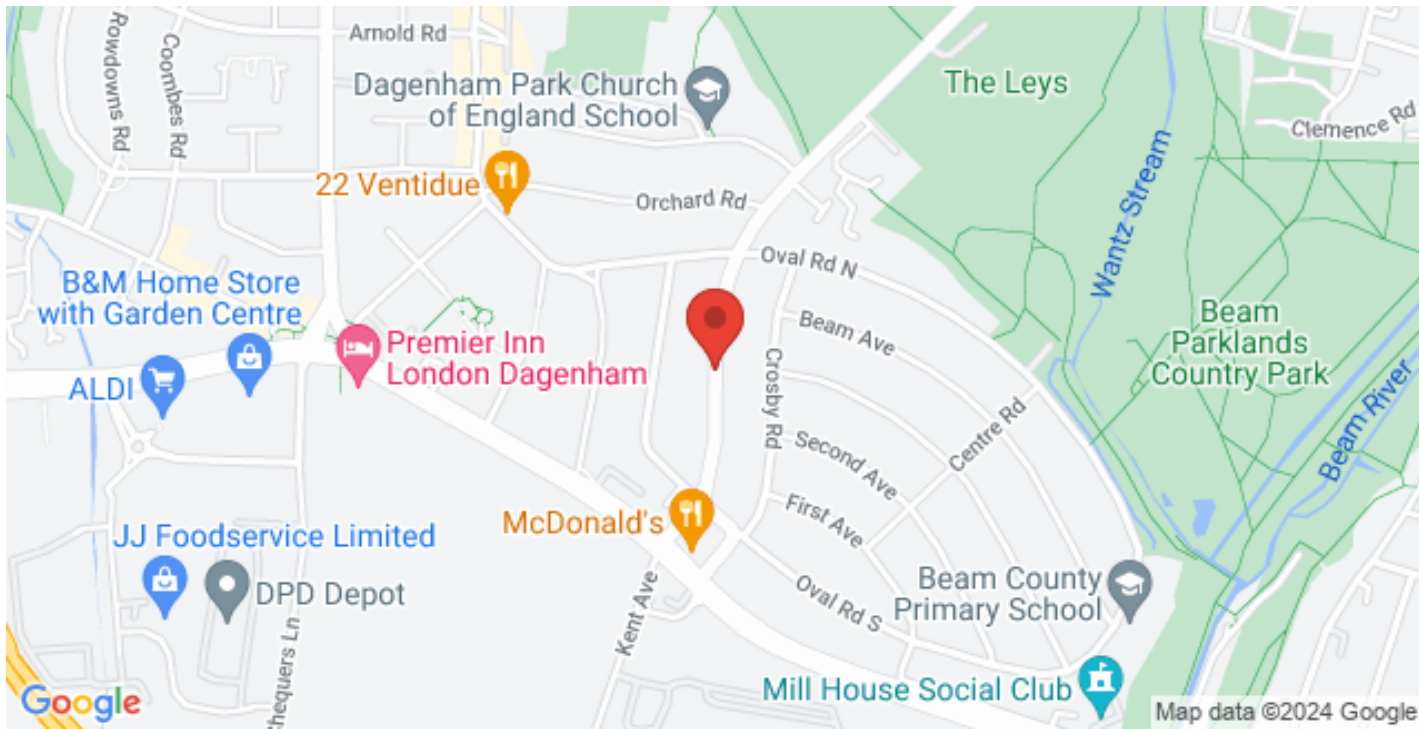 Arnold Rd
Rowdowns Rd
Coombes Rd
Dagenham Park Church
of England School
The Leys
Clemence Rd
22 Ventidue
Orchard Rd
Wantz Stream
Oval Rd N
B&M Home Store
with Garden Centre
Beam Ave
Beam
Parklands
Country Park
Premier Inn
London Dagenham
ALDI
Crosby Rd
Centre Rd
Beam River
Second Ave
First Ave
McDonald's
JJ Foodservice Limited
DPD Depot
Kent Ave
Oval Rd S
Beam County
Primary School
hequers Ln
Mill House Social Club
Google
Map data ©2024 Google